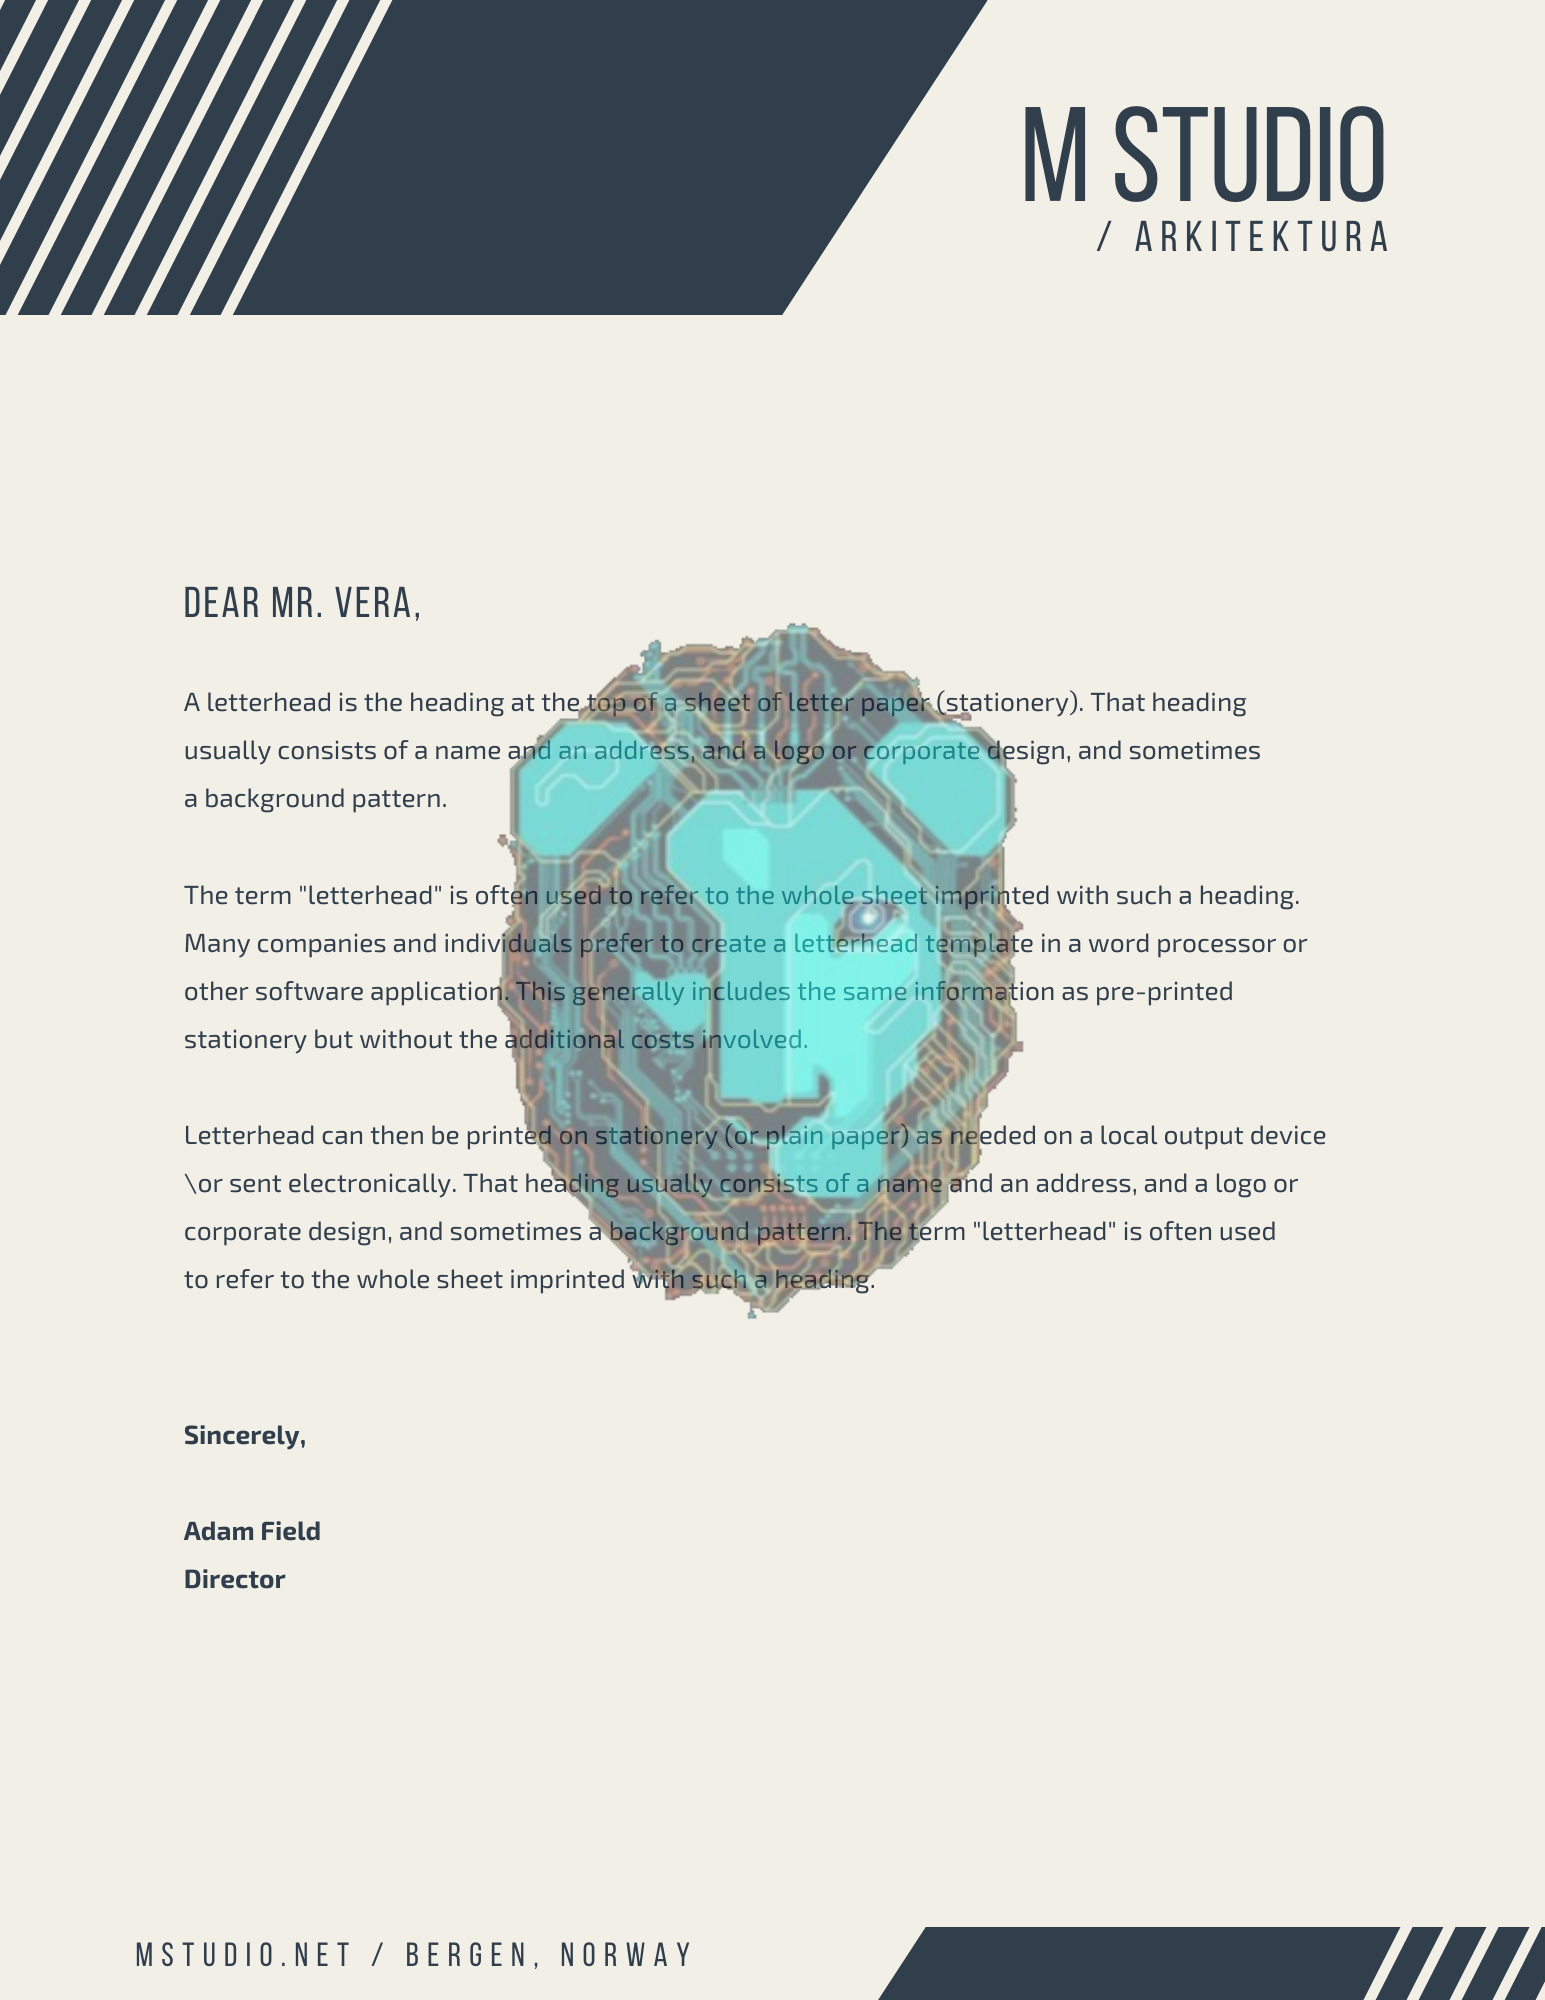 M STUDIO
/ ARKITEKTURA
DEAR MR. VERA,
A letterhead is the heading at the top of a sheet of letter paper (stationery). That heading
usually consists of a name and an address, and a logo or corporate design, and sometimes
a background pattern.
The term "letterhead" is often used to refer to the whole sheet imprinted with such a heading.
Many companies and individuals prefer to create a letterhead template in a word processor or
other software application. This generally includes the same information as pre-printed
stationery but without the additional costs involved.
Letterhead can then be printed on stationery (or plain paper) as needed on a local output device
\or sent electronically. That heading usually consists of a name and an address, and a logo or
corporate design, and sometimes a background pattern. The term "letterhead" is often used
to refer to the whole sheet imprinted with such a heading.
Sincerely,
Adam Field
Director
MSTUDIO.NET / BERGEN, NORWAY